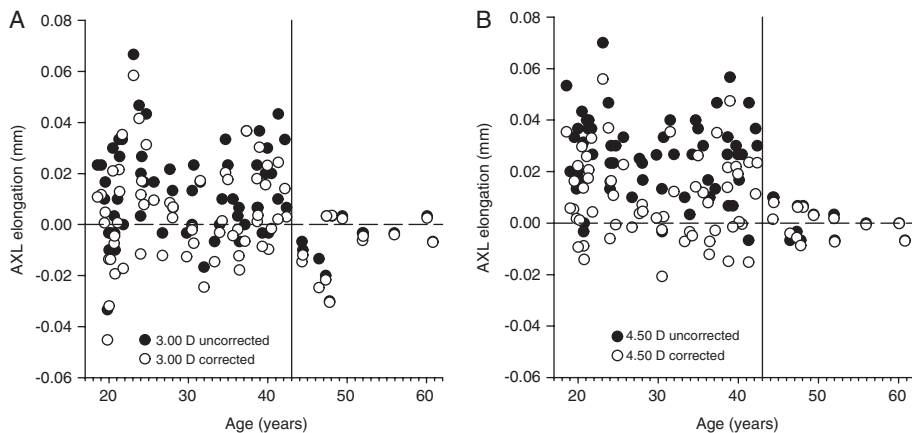 A
0.08
0.06
0.04
0.02
0.00
-0.02
-0.04
-0.06
AXL elongation (mm)
3.00 D uncorrected
3.00 D corrected
20 30 40 50 60
Age (years)
B
0.08
0.06
0.04
0.02
0.00
-0.02
-0.04
-0.06
AXL elongation (mm)
4.50 D uncorrected
4.50 D corrected
20 30 40 50 60
Age (years)